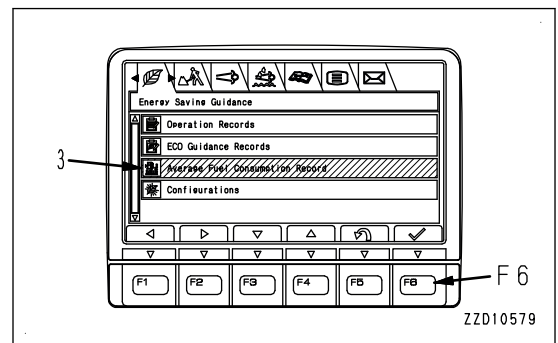 Energy Saving Guidance
Operation Records
ECO Guidance Records
3
Average Fuel Consumption Record
Configurations
F1 F2 F3 F4 F5 F6
F6
ZZD10579